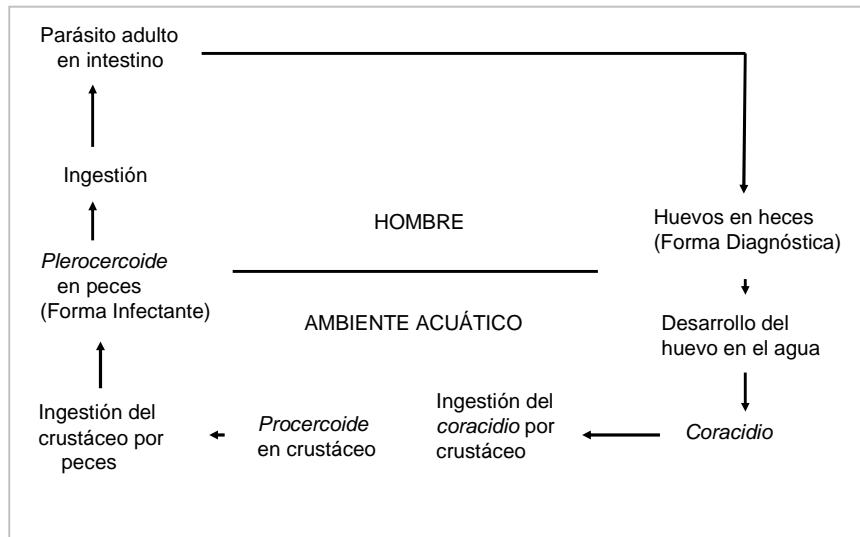 Parásito adulto
en intestino
Ingestión
HOMBRE
Huevos en heces
(Forma Diagnóstica)
Plerocercoide
en peces
(Forma Infectante)
AMBIENTE ACUÁTICO
Desarrollo del
huevo en el agua
Ingestión del
crustáceo por
peces
Procercoide
en crustáceo
Ingestión del
coracidio por
crustáceo
Coracidio